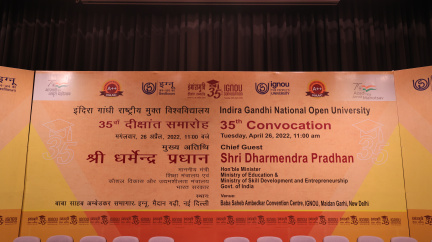 इग्नू
35
ignou
इंदिरा गांधी राष्ट्रीय मुक्त विश्वविद्यालय
Indira Gandhi National Open University
35वां दीक्षांत समारोह
35th Convocation
मंगलवार, 26 अप्रैल, 2022, 11:00 बजे
Tuesday, April 26, 2022, 11:00 am
मुख्य अतिथि
Chief Guest
श्री धर्मेन्द्र प्रधान
Shri Dharmendra Pradhan
माननीय मंत्री
Hon'ble Minister
शिक्षा मंत्रालय एवं
Ministry of Education &
कौशल विकास और उद्यमशीलता मंत्रालय
Ministry of Skill Development and Entrepreneurship
भारत सरकार
Govt. of India
स्थान
Venue
बाबा साहब अम्बेडकर सभागार, इग्नू, मैदान गढ़ी, नई दिल्ली
Baba Saheb Ambedkar Convention Centre, IGNOU, Maidan Garhi, New Delhi